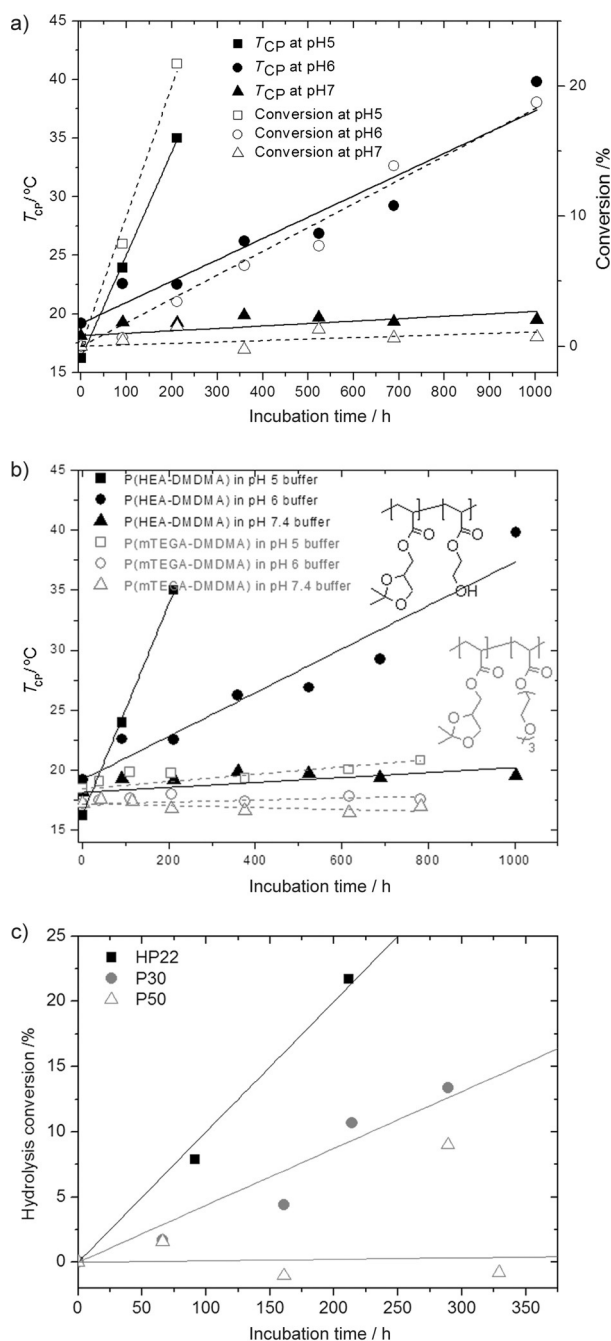 a)
45
40
35
30
25
20
15
T_CP / ºC
■ T_CP at pH5
● T_CP at pH6
▲ T_CP at pH7
□ Conversion at pH5
○ Conversion at pH6
△ Conversion at pH7
20
10
0
Conversion / %
0 100 200 300 400 500 600 700 800 900 1000
Incubation time / h
b)
45
40
35
30
25
20
15
T_CP / ºC
■ P(HEA-DMDMA) in pH 5 buffer
● P(HEA-DMDMA) in pH 6 buffer
▲ P(HEA-DMDMA) in pH 7.4 buffer
□ P(mTEGA-DMDMA) in pH 5 buffer
○ P(mTEGA-DMDMA) in pH 6 buffer
△ P(mTEGA-DMDMA) in pH 7.4 buffer
O O
O O
O O
OH
O O
O O
O O
O
3
0 200 400 600 800 1000
Incubation time / h
c)
25
20
15
10
5
0
Hydrolysis conversion /%
■ HP22
● P30
△ P50
0 50 100 150 200 250 300 350
Incubation time / h